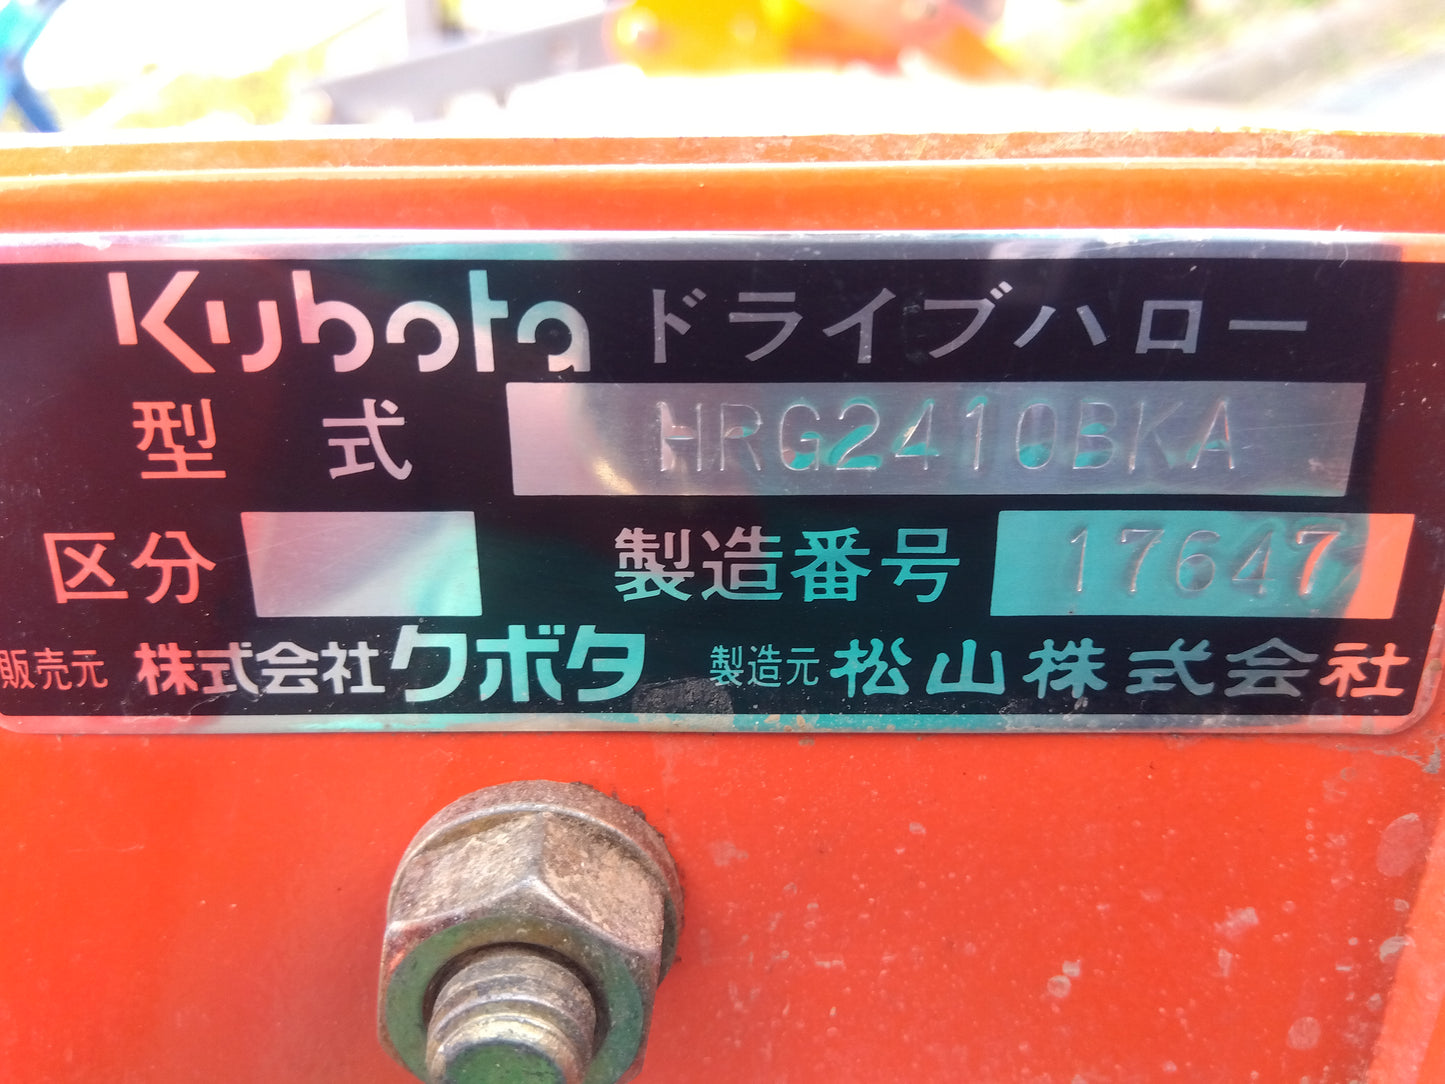 Kubota ドライブハロー
型式 HRG2410BKA
区分 製造番号 17647
販売元 株式会社クボタ 製造元 松山株式会社